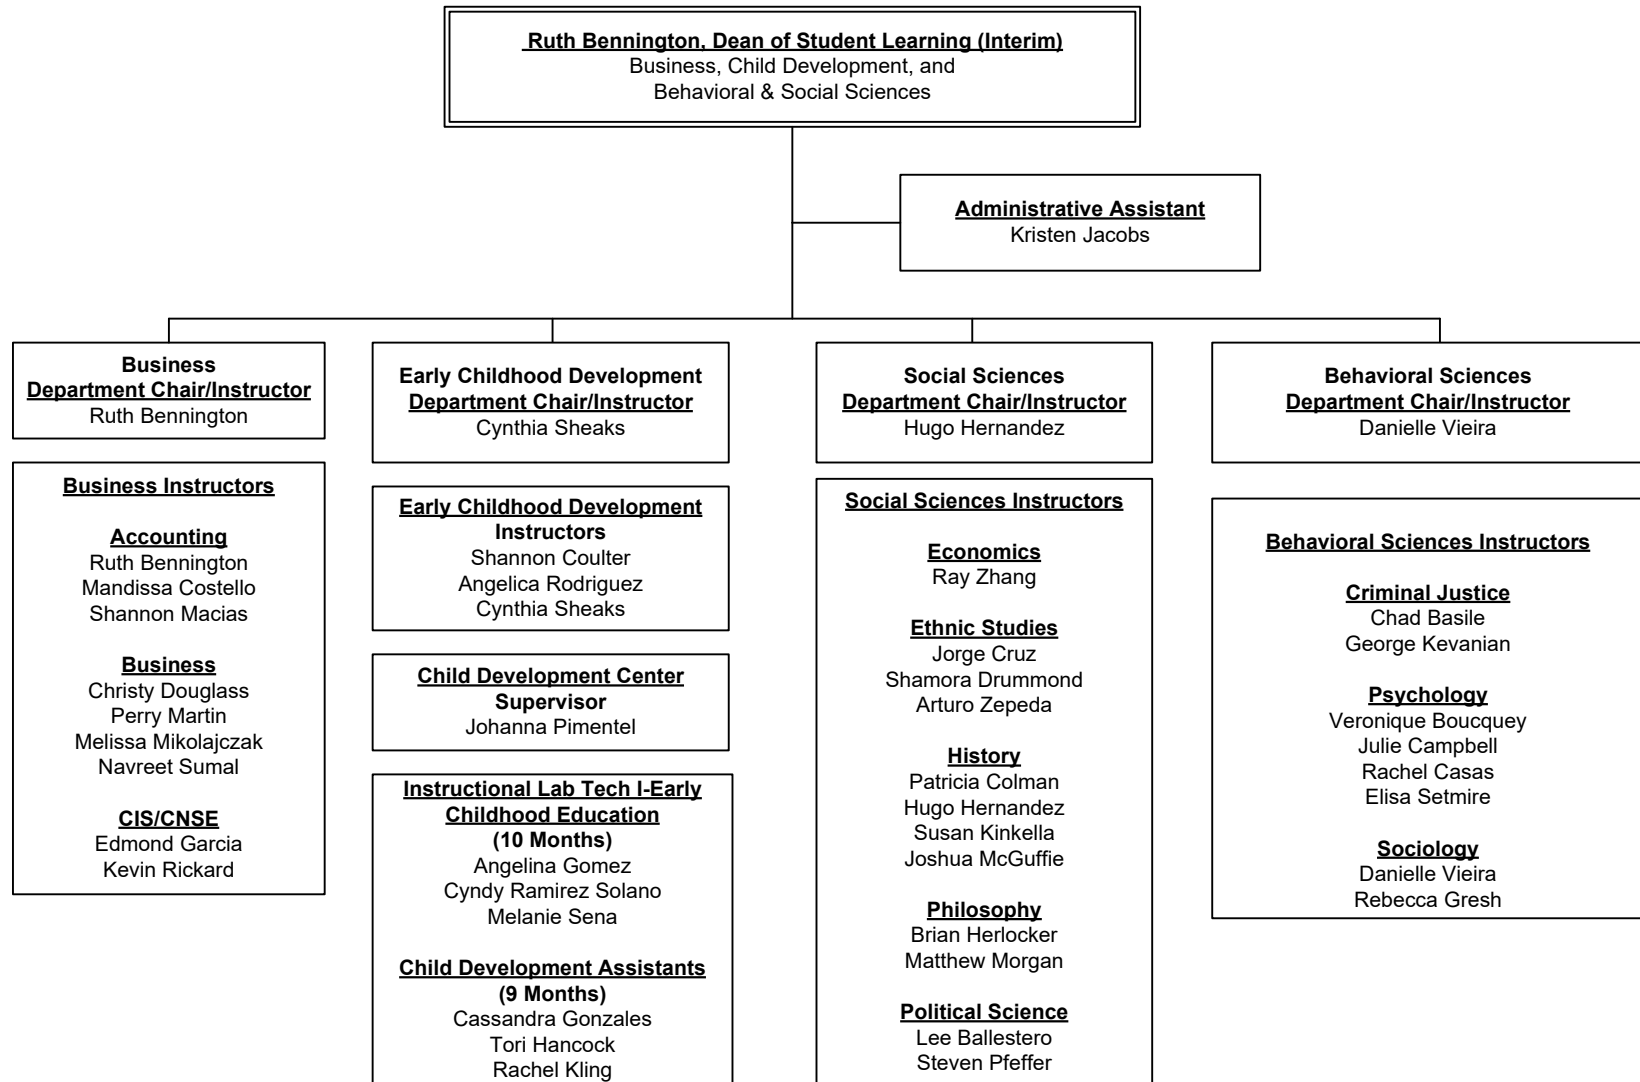 Ruth Bennington, Dean of Student Learning (Interim)
Business, Child Development, and
Behavioral & Social Sciences
Administrative Assistant
Kristen Jacobs
Business
Department Chair/Instructor
Ruth Bennington
Business Instructors
Accounting
Ruth Bennington
Mandissa Costello
Shannon Macias
Business
Christy Douglass
Perry Martin
Melissa Mikolajczak
Navreet Sumal
CIS/CNSE
Edmond Garcia
Kevin Rickard
Early Childhood Development
Department Chair/Instructor
Cynthia Sheaks
Early Childhood Development
Instructors
Shannon Coulter
Angelica Rodriguez
Cynthia Sheaks
Child Development Center
Supervisor
Johanna Pimentel
Instructional Lab Tech I-Early
Childhood Education
(10 Months)
Angelina Gomez
Cyndy Ramirez Solano
Melanie Sena
Child Development Assistants
(9 Months)
Cassandra Gonzales
Tori Hancock
Rachel Kling
Social Sciences
Department Chair/Instructor
Hugo Hernandez
Social Sciences Instructors
Economics
Ray Zhang
Ethnic Studies
Jorge Cruz
Shamora Drummond
Arturo Zepeda
History
Patricia Colman
Hugo Hernandez
Susan Kinkella
Joshua McGuffie
Philosophy
Brian Herlocker
Matthew Morgan
Political Science
Lee Ballestero
Steven Pfeffer
Behavioral Sciences
Department Chair/Instructor
Danielle Vieira
Behavioral Sciences Instructors
Criminal Justice
Chad Basile
George Kevanian
Psychology
Veronique Boucquey
Julie Campbell
Rachel Casas
Elisa Setmire
Sociology
Danielle Vieira
Rebecca Gresh